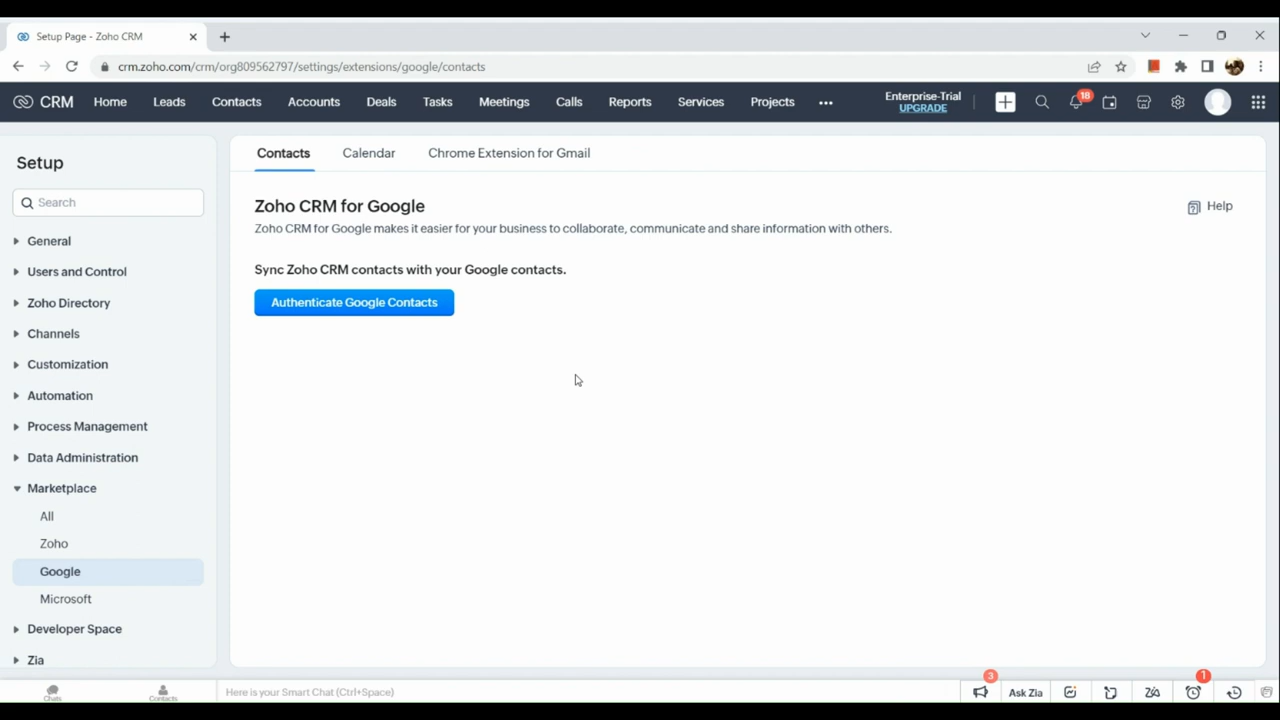 Setup Page - Zoho CRM
crm.zoho.com/crm/org809562797/settings/extensions/google/contacts
CRM Home Leads Contacts Accounts Deals Tasks Meetings Calls Reports Services Projects
Enterprise-Trial
UPGRADE
18
Setup
Search
General
Users and Control
Zoho Directory
Channels
Customization
Automation
Process Management
Data Administration
Marketplace
All
Zoho
Google
Microsoft
Developer Space
Zia
Contacts Calendar Chrome Extension for Gmail
Zoho CRM for Google
Help
Zoho CRM for Google makes it easier for your business to collaborate, communicate and share information with others.
Sync Zoho CRM contacts with your Google contacts.
Authenticate Google Contacts
Chats
Contacts
Here is your Smart Chat (Ctrl+Space)
3
Ask Zia
1